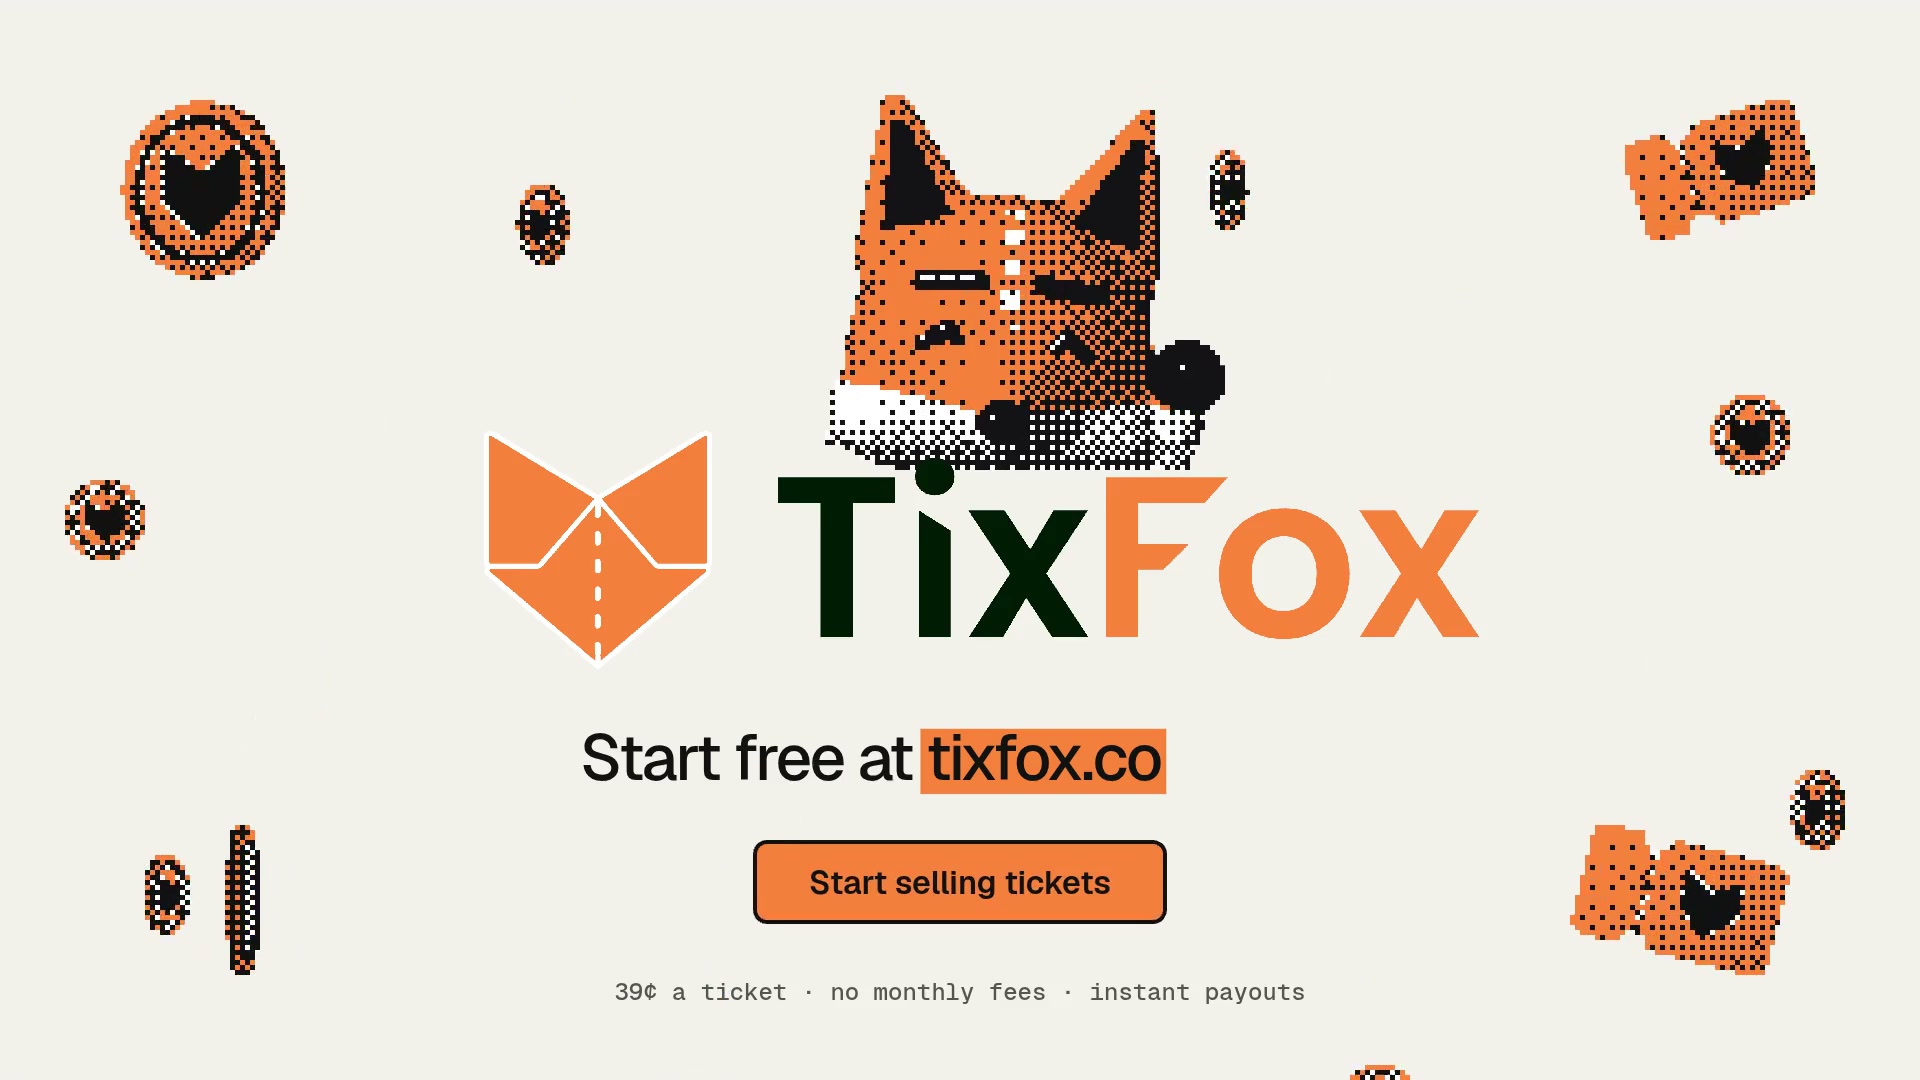 TixFox
Start free at tixfox.co
Start selling tickets
39¢ a ticket · no monthly fees · instant payouts